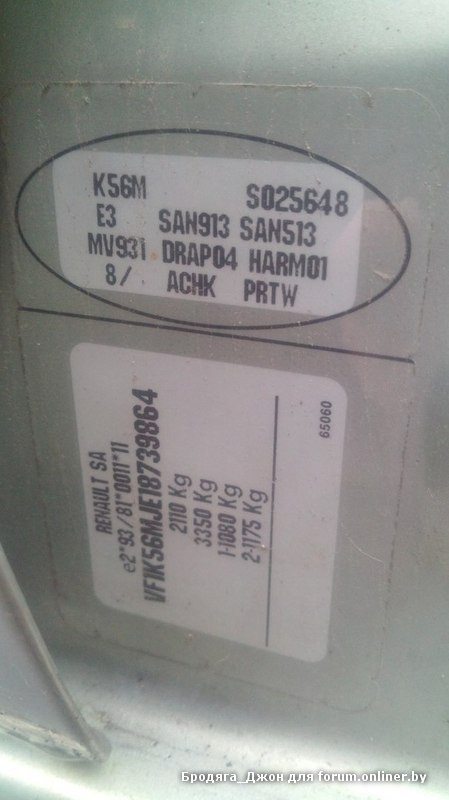 K56M S025648
E3 SAN913 SAN513
MV931 DRAP04 HARM01
8/ ACHK PRTW
RENAULT SA
e2*93/81*0011*11
VF1K56MJE18739864
2110 Kg
3350 Kg
1-1080 Kg
2-1175 Kg
65060
Бродяга_Джон для forum.onliner.by